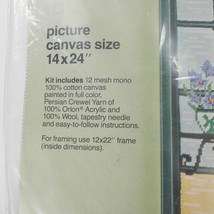 picture
canvas size
14x24"
Kit includes 12 mesh mono
100% cotton canvas
painted in full color,
Persian Crewel Yarn of
100% Orlon® Acrylic and
100% Wool, tapestry needle
and easy-to-follow instructions.
For framing use 12x22" frame
(inside dimensions).